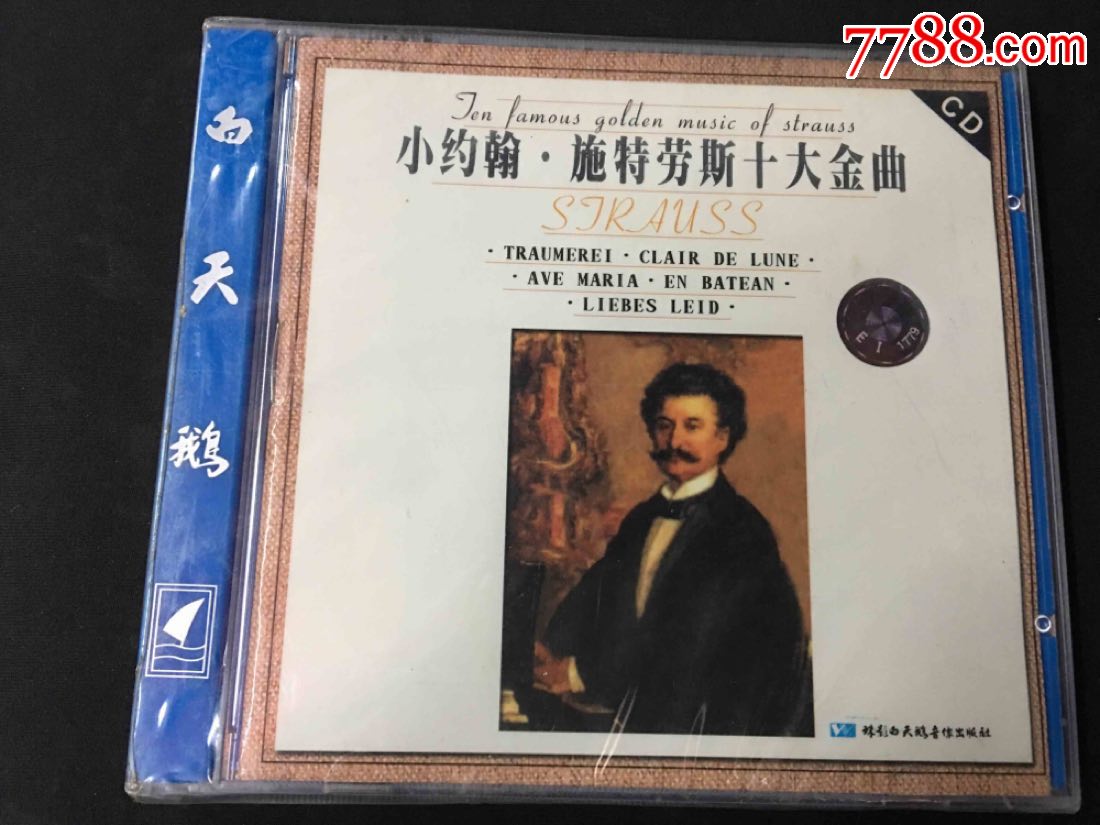 7788.com
CD
Ten famous golden music of strauss
小约翰·施特劳斯十大金曲
STRAUSS
· TRAUMEREI · CLAIR DE LUNE ·
· AVE MARIA · EN BATEAN ·
· LIEBES LEID ·
E I 1779
白天鹅
珠影白天鹅音像出版社